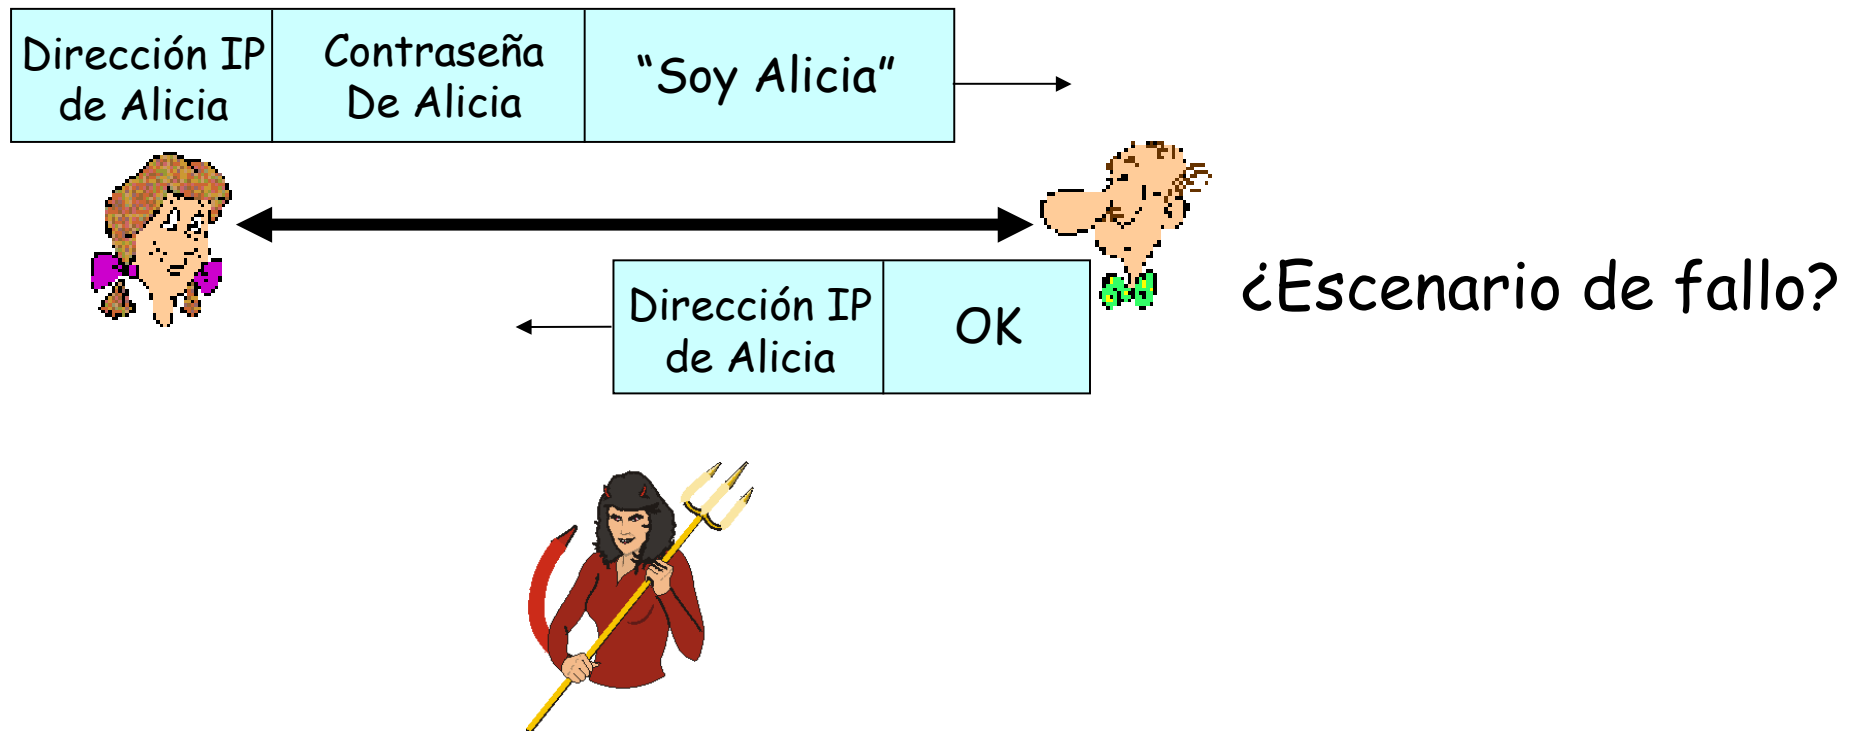 Dirección IP
de Alicia
Contraseña
De Alicia
“Soy Alicia”
Dirección IP
de Alicia
OK
¿Escenario de fallo?